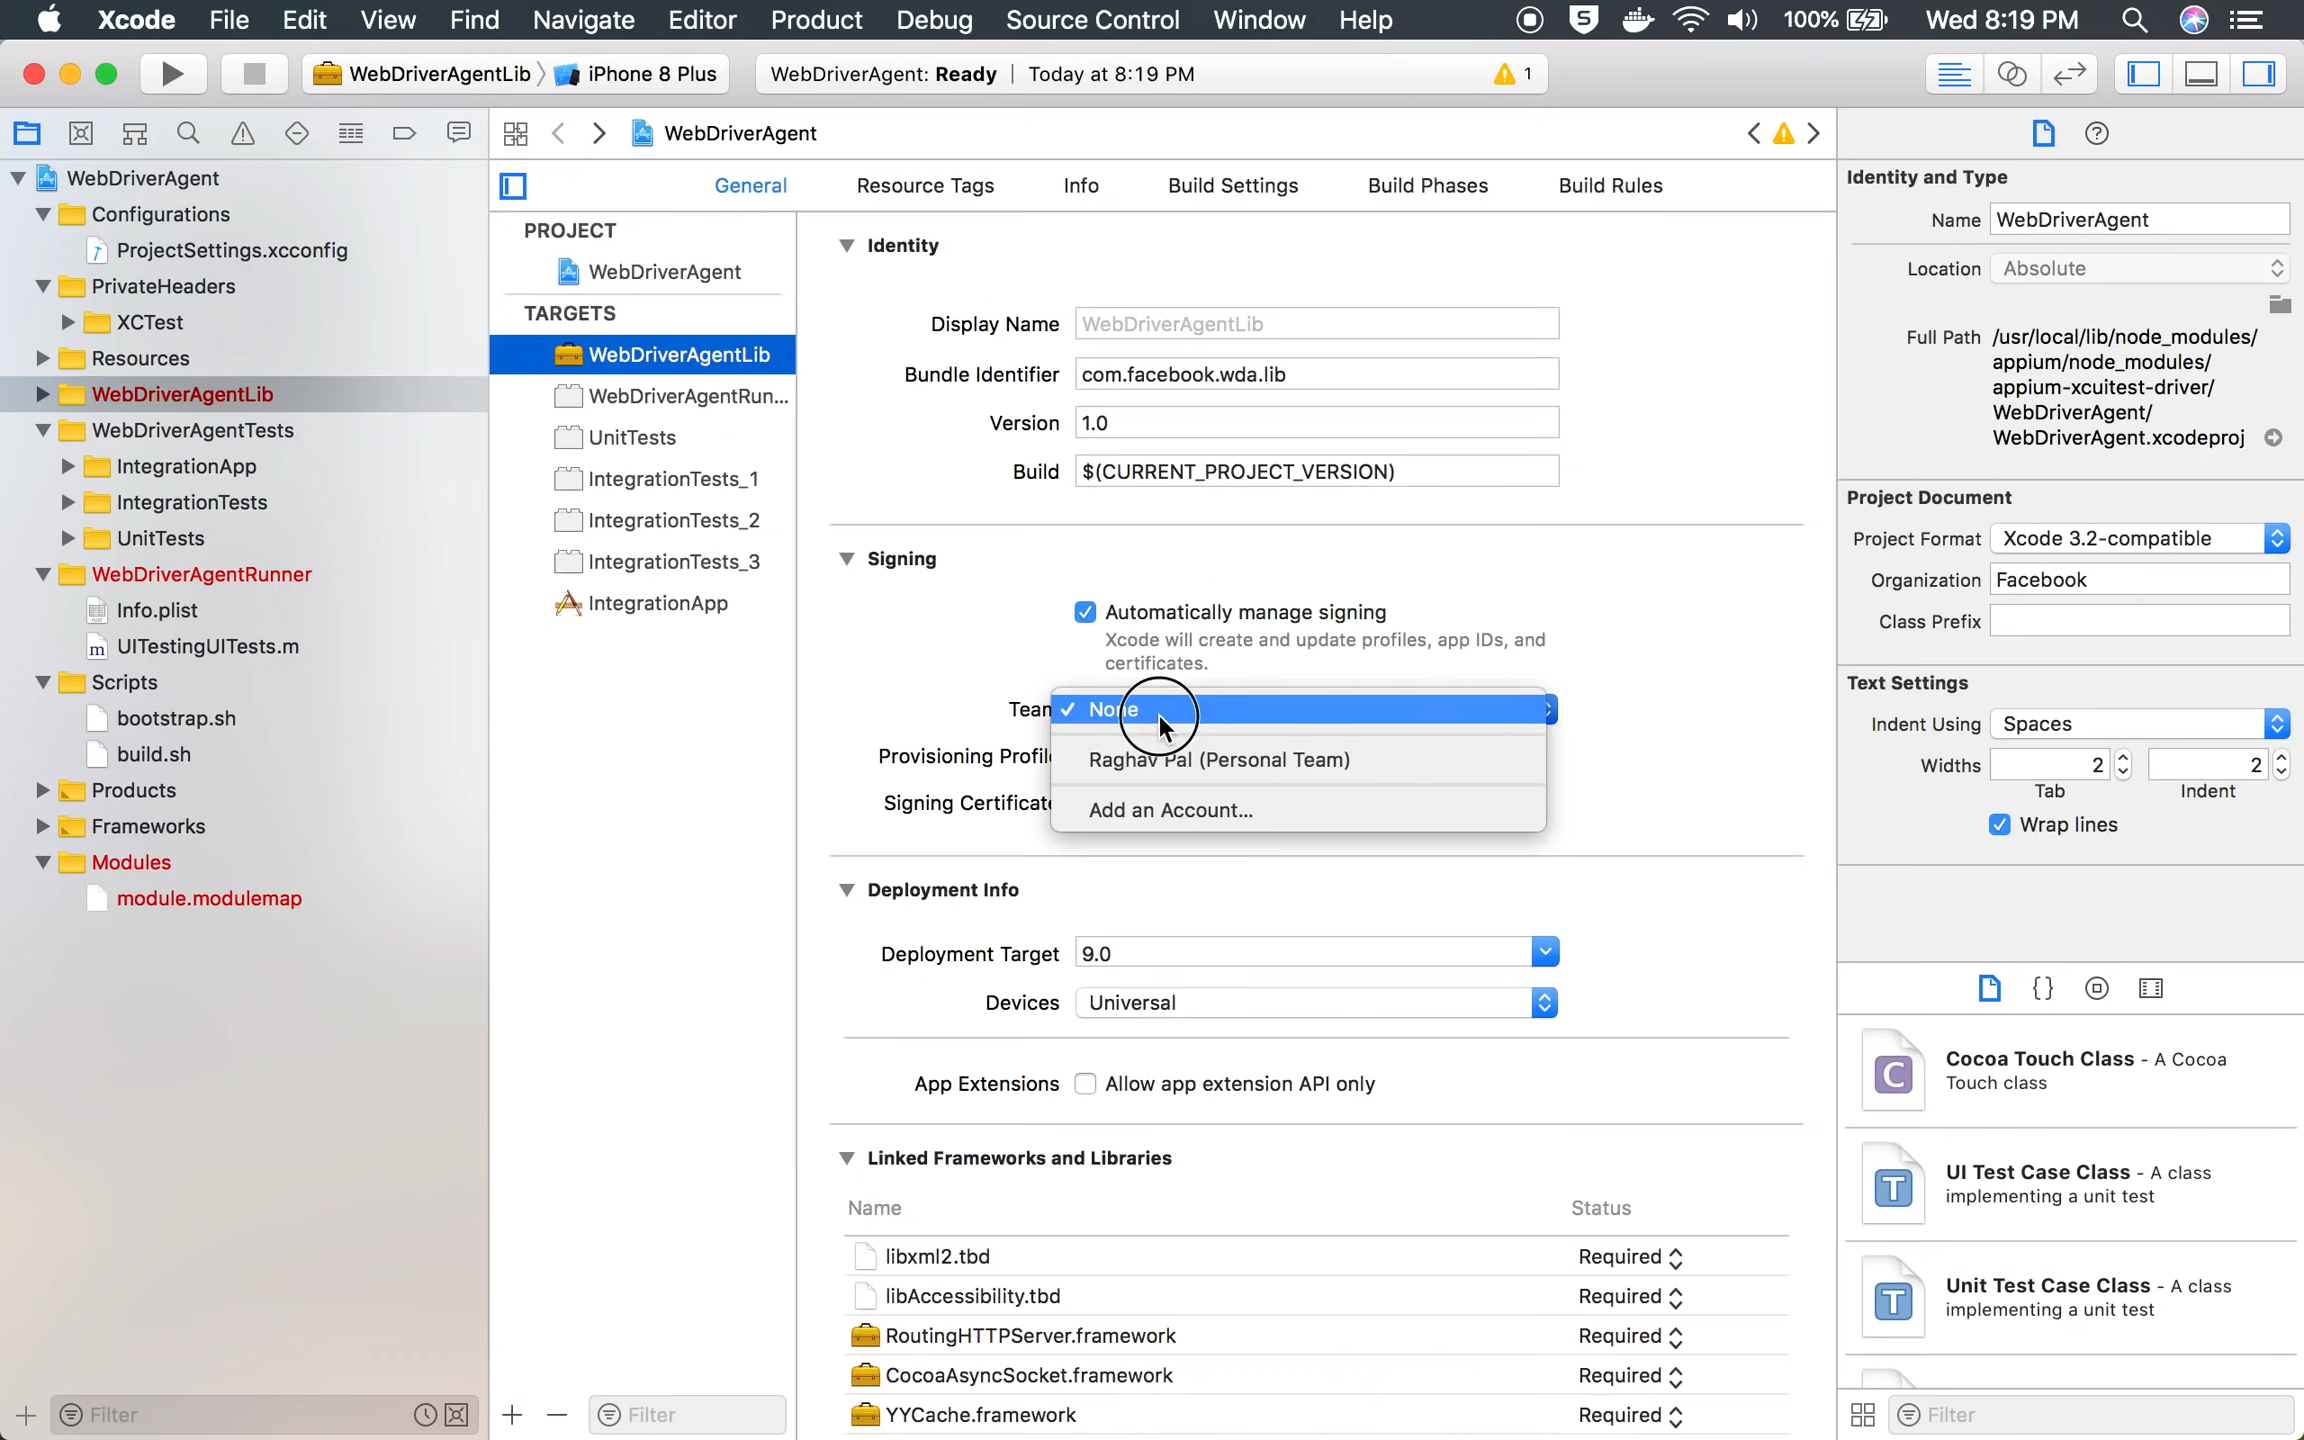 Xcode File Edit View Find Navigate Editor Product Debug Source Control Window Help 100% Wed 8:19 PM
WebDriverAgentLib iPhone 8 Plus WebDriverAgent: Ready Today at 8:19 PM 1
WebDriverAgent
WebDriverAgent
Configurations
ProjectSettings.xcconfig
PrivateHeaders
XCTest
Resources
WebDriverAgentLib
WebDriverAgentTests
IntegrationApp
IntegrationTests
UnitTests
WebDriverAgentRunner
Info.plist
UITestingUITests.m
Scripts
bootstrap.sh
build.sh
Products
Frameworks
Modules
module.modulemap
Filter
General Resource Tags Info Build Settings Build Phases Build Rules
PROJECT
WebDriverAgent
TARGETS
WebDriverAgentLib
WebDriverAgentRun...
UnitTests
IntegrationTests_1
IntegrationTests_2
IntegrationTests_3
IntegrationApp
Filter
Identity
Display Name WebDriverAgentLib
Bundle Identifier com.facebook.wda.lib
Version 1.0
Build $(CURRENT_PROJECT_VERSION)
Signing
Automatically manage signing
Xcode will create and update profiles, app IDs, and
certificates.
Team None
Provisioning Profile Raghav Pal (Personal Team)
Signing Certificate Add an Account...
Deployment Info
Deployment Target 9.0
Devices Universal
App Extensions Allow app extension API only
Linked Frameworks and Libraries
Name Status
libxml2.tbd Required
libAccessibility.tbd Required
RoutingHTTPServer.framework Required
CocoaAsyncSocket.framework Required
YYCache.framework Required
Identity and Type
Name WebDriverAgent
Location Absolute
Full Path /usr/local/lib/node_modules/
appium/node_modules/
appium-xcuitest-driver/
WebDriverAgent/
WebDriverAgent.xcodeproj
Project Document
Project Format Xcode 3.2-compatible
Organization Facebook
Class Prefix
Text Settings
Indent Using Spaces
Widths 2 2
Tab Indent
Wrap lines
Cocoa Touch Class - A Cocoa
Touch class
UI Test Case Class - A class
implementing a unit test
Unit Test Case Class - A class
implementing a unit test
Filter